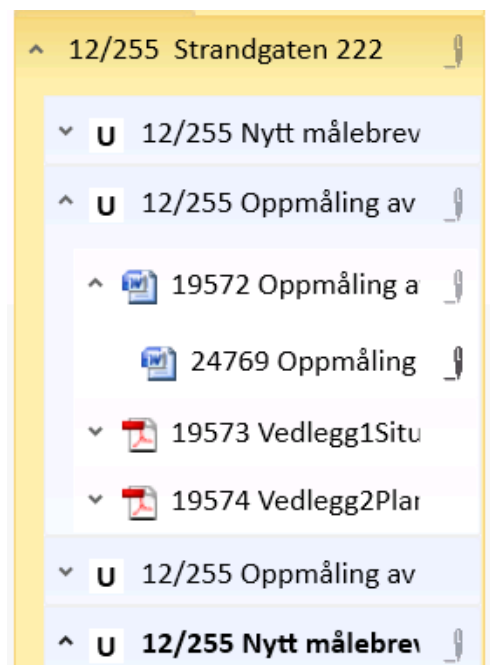 12/255 Strandgaten 222
U 12/255 Nytt målebrev
U 12/255 Oppmåling av
19572 Oppmåling a
24769 Oppmåling
19573 Vedlegg1Situ
19574 Vedlegg2Plan
U 12/255 Oppmåling av
U 12/255 Nytt målebrev